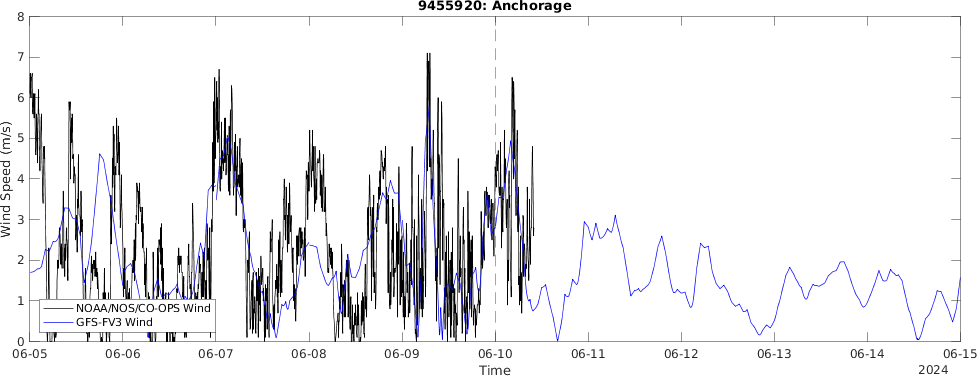 9455920: Anchorage
8
7
6
5
4
3
2
1
0
Wind Speed (m/s)
NOAA/NOS/CO-OPS Wind
GFS-FV3 Wind
06-05 06-06 06-07 06-08 06-09 06-10 06-11 06-12 06-13 06-14 06-15
Time
2024